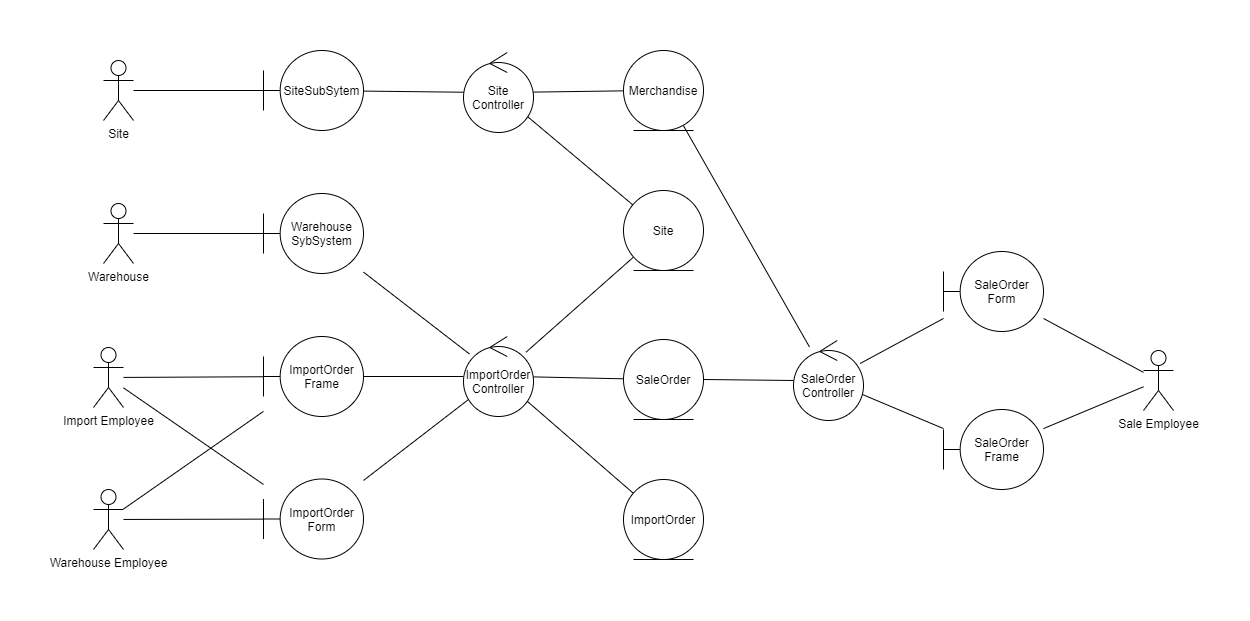 SiteSubSytem
Site
Controller
Merchandise
Site
Warehouse
SybSystem
Site
Warehouse
SaleOrder
Form
ImportOrder
Frame
ImportOrder
Controller
SaleOrder
SaleOrder
Controller
Import Employee
Sale Employee
SaleOrder
Frame
ImportOrder
Form
ImportOrder
Warehouse Employee